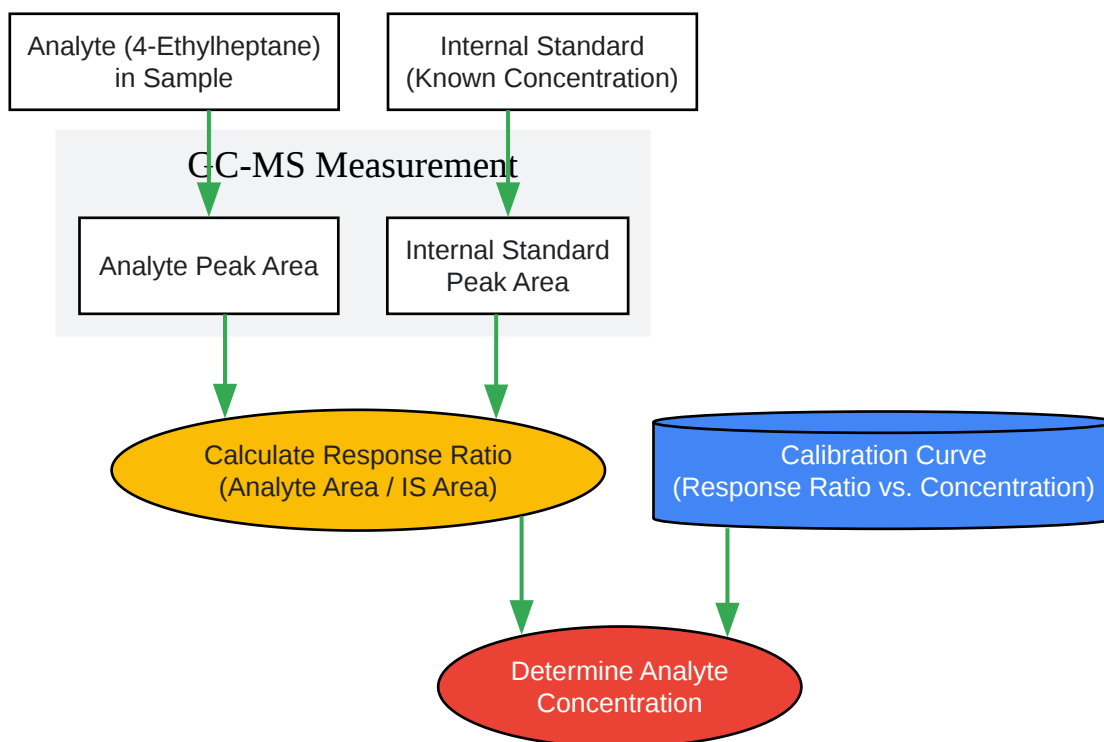 Analyte (4-Ethylheptane)
in Sample
Internal Standard
(Known Concentration)
GC-MS Measurement
Analyte Peak Area
Internal Standard
Peak Area
Calculate Response Ratio
(Analyte Area / IS Area)
Calibration Curve
(Response Ratio vs. Concentration)
Determine Analyte
Concentration